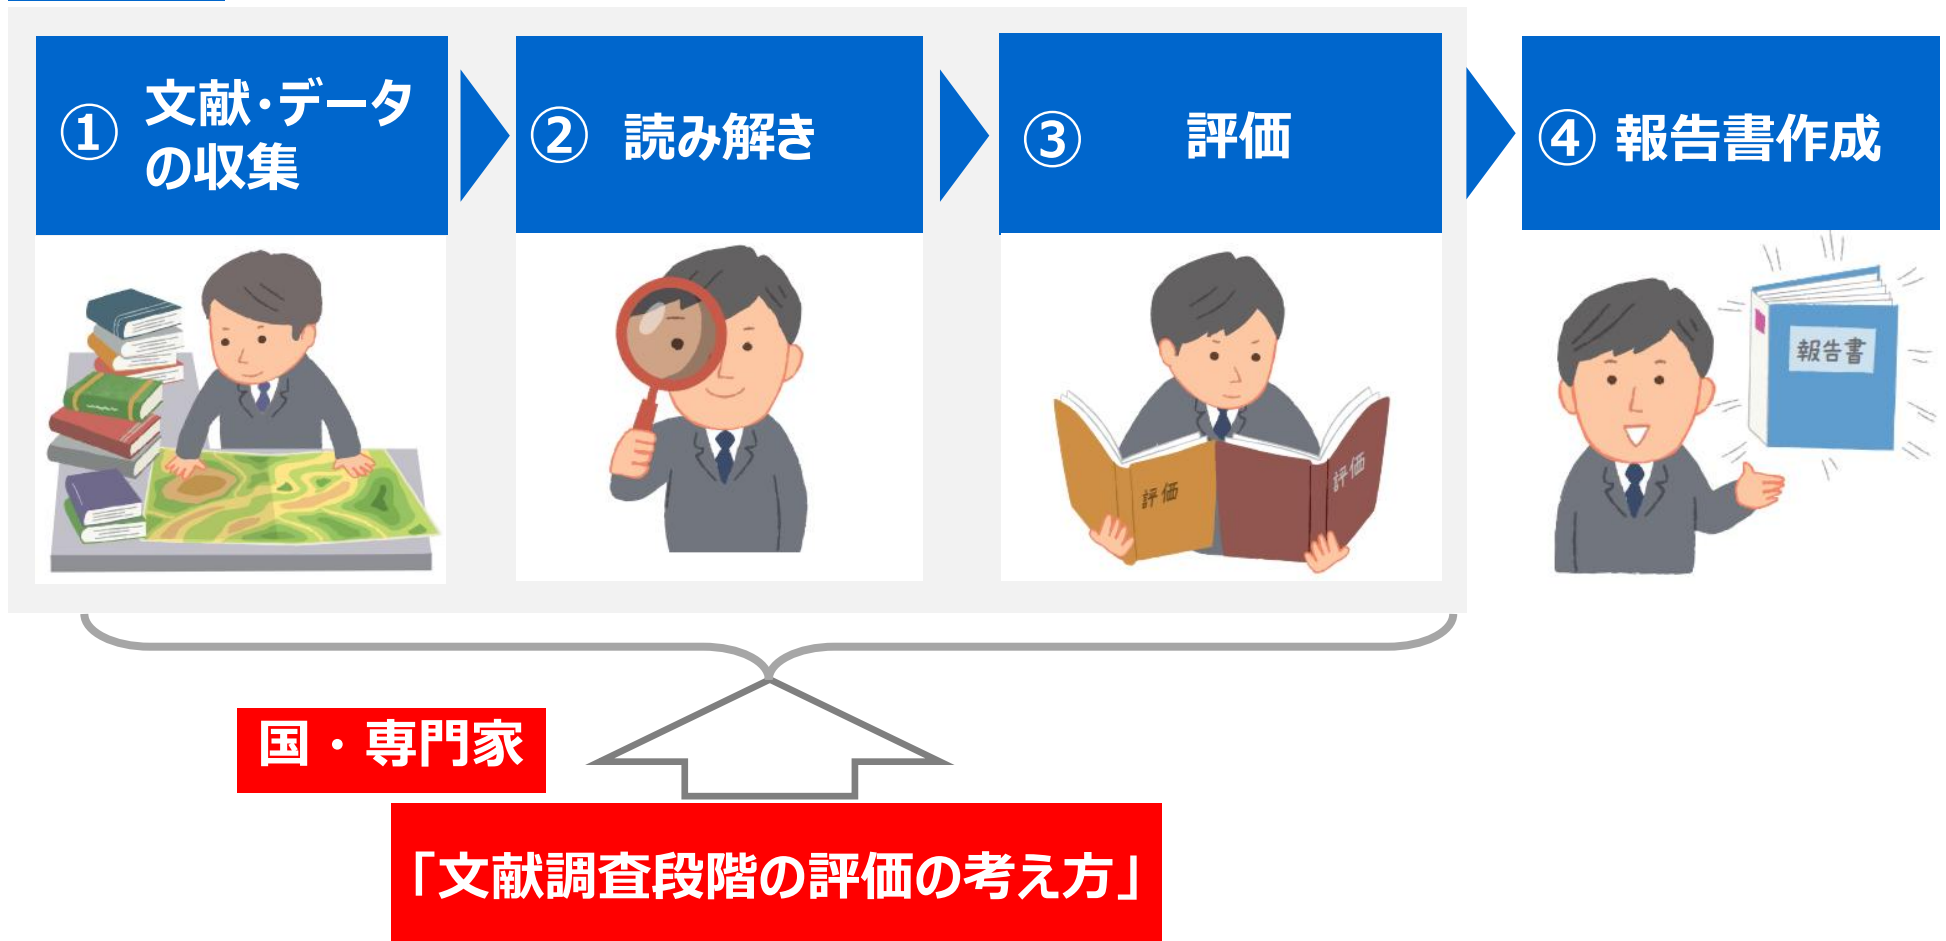 ① 文献・データ
の収集
② 読み解き
③ 評価
④ 報告書作成
評価
評価
報告書
国・専門家
「文献調査段階の評価の考え方」